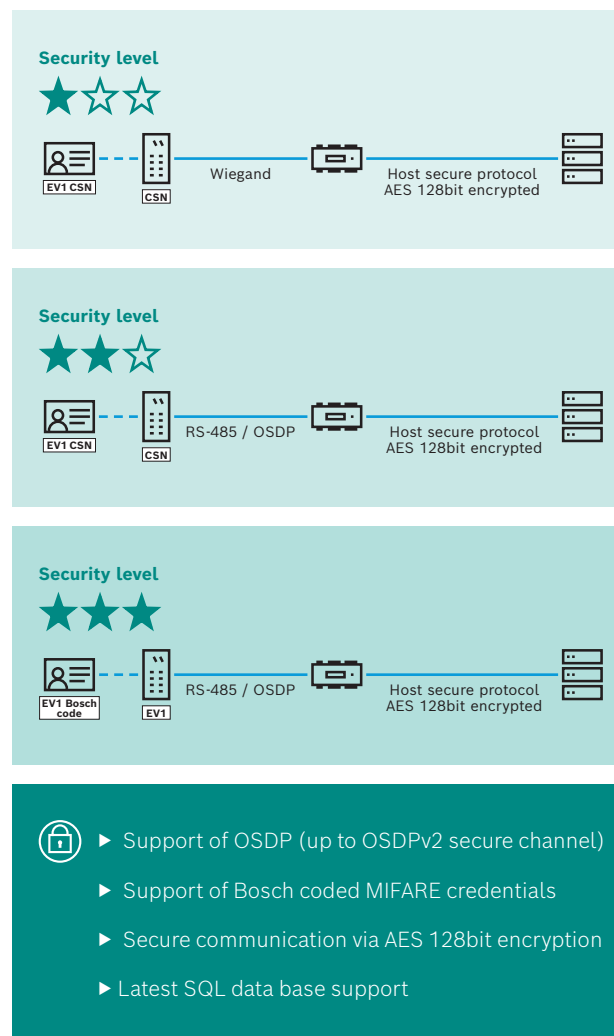 Security level
EV1 CSN
CSN
Wiegand
Host secure protocol
AES 128bit encrypted
Security level
EV1 CSN
CSN
RS-485 / OSDP
Host secure protocol
AES 128bit encrypted
Security level
EV1 Bosch
code
EV1
RS-485 / OSDP
Host secure protocol
AES 128bit encrypted
▶ Support of OSDP (up to OSDPv2 secure channel)
▶ Support of Bosch coded MIFARE credentials
▶ Secure communication via AES 128bit encryption
▶ Latest SQL data base support